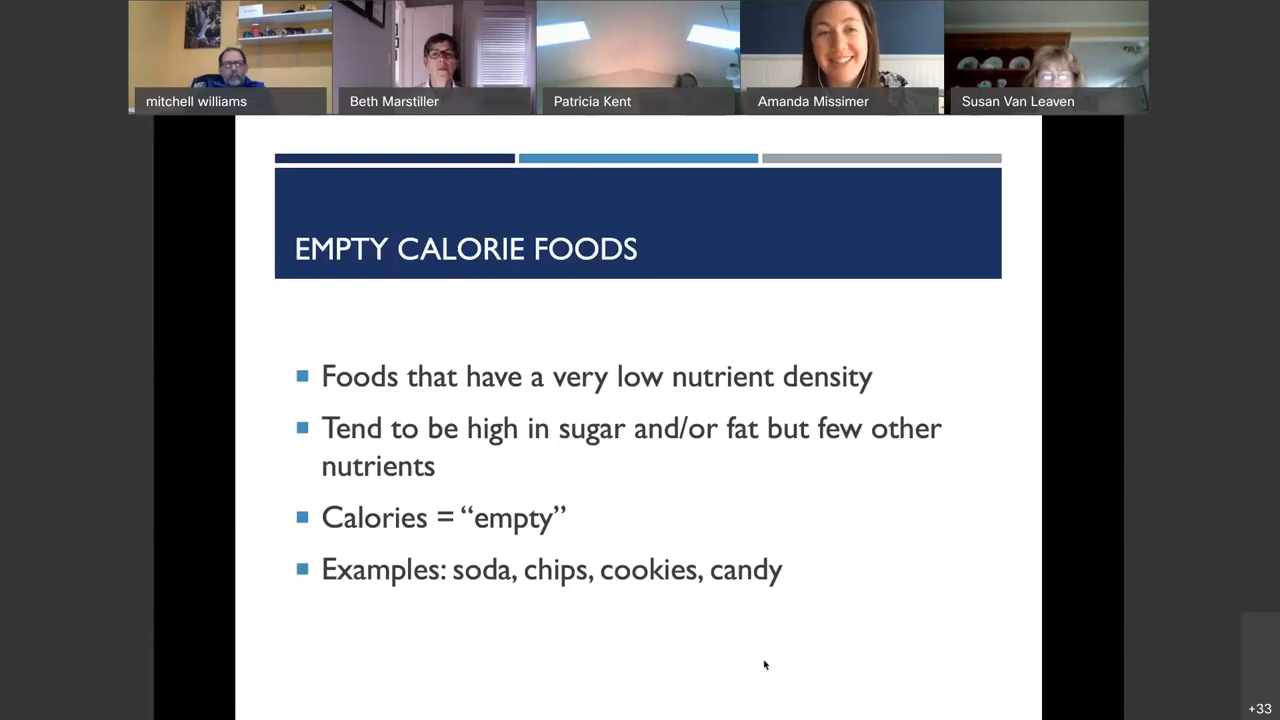 mitchell williams
Beth Marstiller
Patricia Kent
Amanda Missimer
Susan Van Leaven
EMPTY CALORIE FOODS
Foods that have a very low nutrient density
Tend to be high in sugar and/or fat but few other
nutrients
Calories = “empty”
Examples: soda, chips, cookies, candy
+33